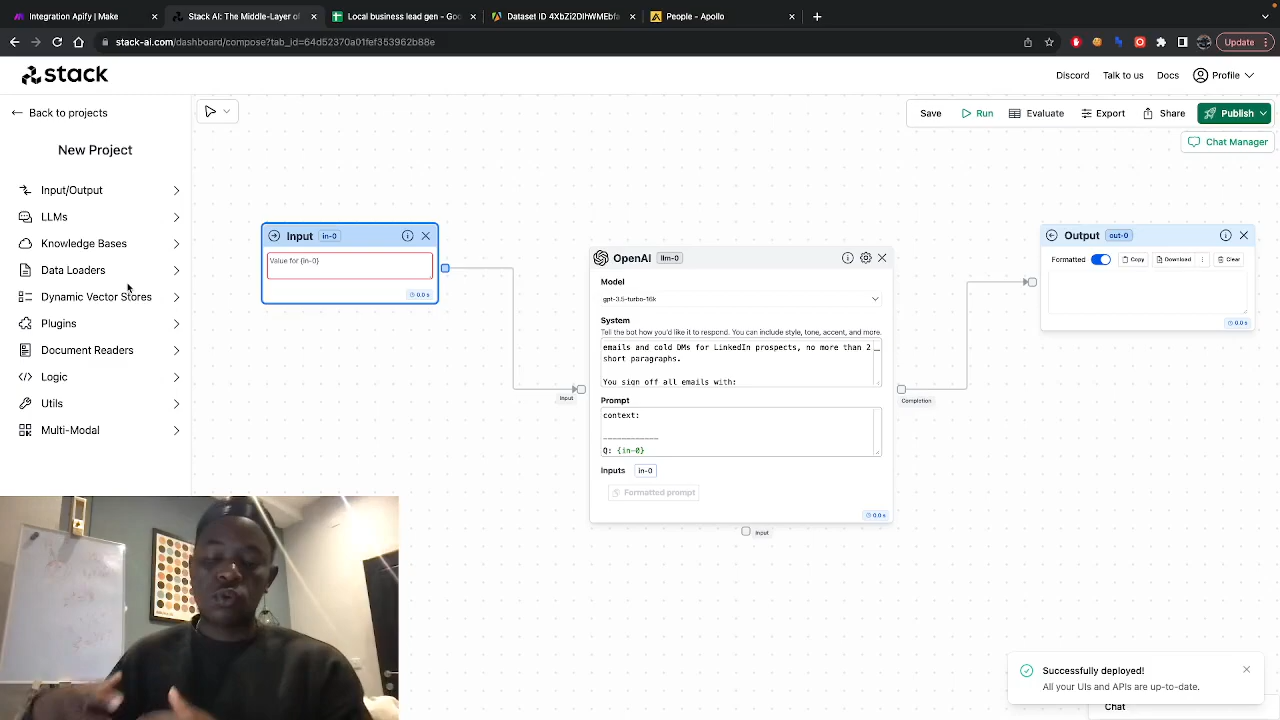 Integration Apify | Make
Stack AI: The Middle-Layer of
Local business lead gen - Goo
Dataset ID 4XbZI2DIhWMEbfa
People - Apollo
stack-ai.com/dashboard/compose?tab_id=64d52370a01fef353962b88e
Update
stack
Discord
Talk to us
Docs
Profile
Back to projects
Save
Run
Evaluate
Export
Share
Publish
Chat Manager
New Project
Input/Output
LLMs
Knowledge Bases
Data Loaders
Dynamic Vector Stores
Plugins
Document Readers
Logic
Utils
Multi-Modal
Input in-0
Value for {in-0}
0.0 s
OpenAI llm-0
Model
gpt-3.5-turbo-16k
System
Tell the bot how you'd like it to respond. You can include style, tone, accent, and more.
emails and cold DMs for LinkedIn prospects, no more than 2
short paragraphs.
You sign off all emails with:
Prompt
context:
------------
Q: {in-0}
Inputs in-0
Formatted prompt
0.0 s
Input
Input
Completion
Output out-0
Formatted
Copy
Download
Clear
0.0 s
Successfully deployed!
All your UIs and APIs are up-to-date.
Chat